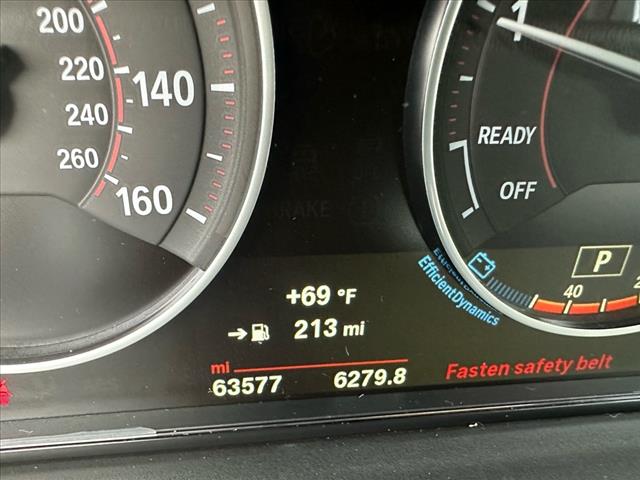 200
220
240
260
140
160
1
READY
OFF
BRAKE
P
EfficientDynamics
40
+69 °F
213 mi
mi
63577 6279.8
Fasten safety belt